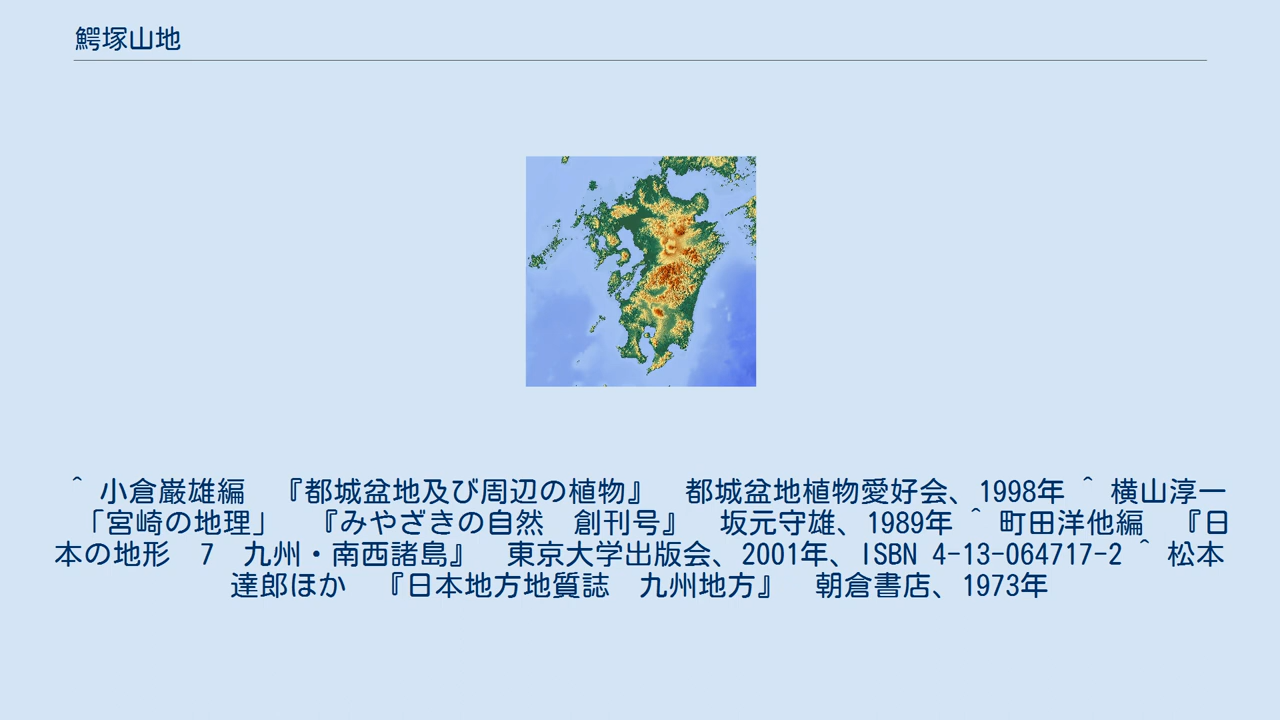 鰐塚山地
^ 小倉巌雄編　『都城盆地及び周辺の植物』　都城盆地植物愛好会、1998年 ^ 横山淳一
「宮崎の地理」　『みやざきの自然　創刊号』　坂元守雄、1989年 ^ 町田洋他編　『日
本の地形　7　九州・南西諸島』　東京大学出版会、2001年、ISBN 4-13-064717-2 ^ 松本
達郎ほか　『日本地方地質誌　九州地方』　朝倉書店、1973年